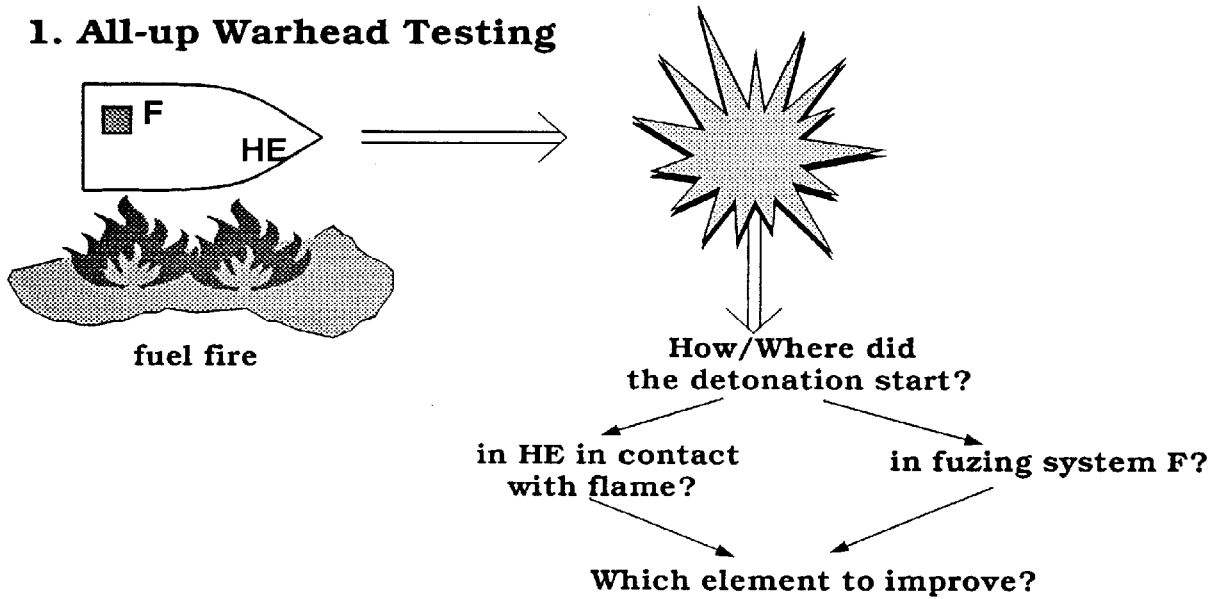 1. All-up Warhead Testing
F
HE
fuel fire
How/Where did
the detonation start?
in HE in contact
with flame?
in fuzing system F?
Which element to improve?